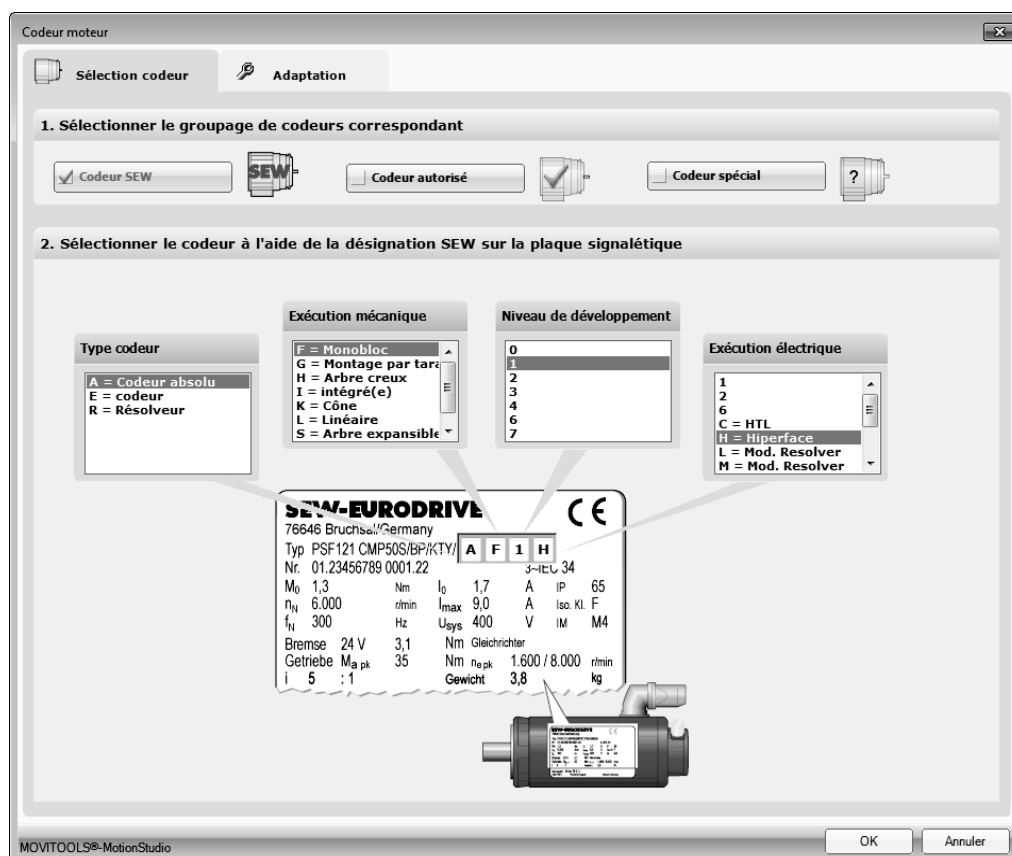 Codeur moteur
Sélection codeur
Adaptation
1. Sélectionner le groupage de codeurs correspondant
Codeur SEW
SEW
Codeur autorisé
Codeur spécial
?
2. Sélectionner le codeur à l'aide de la désignation SEW sur la plaque signalétique
Type codeur
A = Codeur absolu
E = codeur
R = Résolveur
Exécution mécanique
F = Monobloc
G = Montage par tara
H = Arbre creux
I = intégré(e)
K = Cône
L = Linéaire
S = Arbre expansible
Niveau de développement
0
1
2
3
4
6
7
Exécution électrique
1
2
6
C = HTL
H = Hiperface
L = Mod. Resolver
M = Mod. Resolver
SEW-EURODRIVE CE
76646 Bruchsal/Germany
Typ PSF121 CMP50S/BP/KTY/ A F 1 H
Nr. 01.23456789 0001.22 3~IEC 34
M0 1,3 Nm I0 1,7 A IP 65
nN 6.000 r/min Imax 9,0 A Iso. Kl. F
fN 300 Hz Usys 400 V IM M4
Bremse 24 V 3,1 Nm Gleichrichter
Getriebe Ma pk 35 Nm ne pk 1.600 / 8.000 r/min
i 5 :1 Gewicht 3,8 kg
MOVITOOLS®-MotionStudio
OK
Annuler